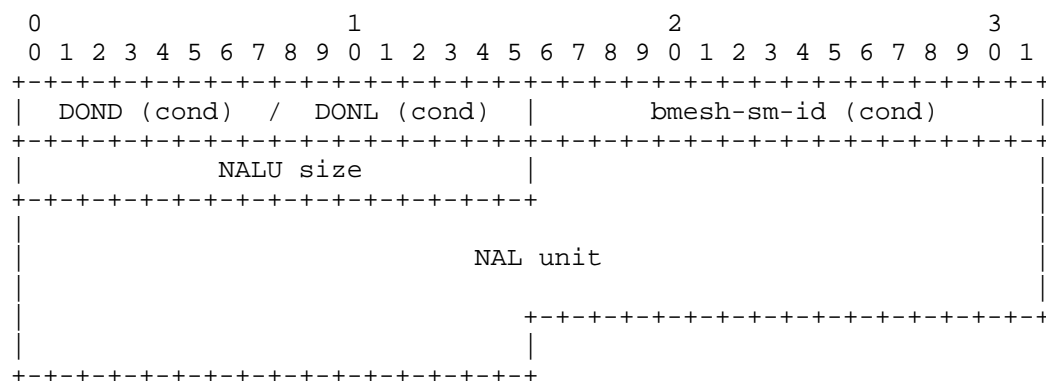 0                   1                   2                   3
 0 1 2 3 4 5 6 7 8 9 0 1 2 3 4 5 6 7 8 9 0 1 2 3 4 5 6 7 8 9 0 1
+-+-+-+-+-+-+-+-+-+-+-+-+-+-+-+-+-+-+-+-+-+-+-+-+-+-+-+-+-+-+-+-+
|  DOND (cond)  /  DONL (cond)  |       bmesh-sm-id (cond)      |
+-+-+-+-+-+-+-+-+-+-+-+-+-+-+-+-+-+-+-+-+-+-+-+-+-+-+-+-+-+-+-+-+
|            NALU size          |                               |
+-+-+-+-+-+-+-+-+-+-+-+-+-+-+-+-+                               |
|                                                               |
|                            NAL unit                           |
|                                                               |
|                               +-+-+-+-+-+-+-+-+-+-+-+-+-+-+-+-+
|                               |
+-+-+-+-+-+-+-+-+-+-+-+-+-+-+-+-+